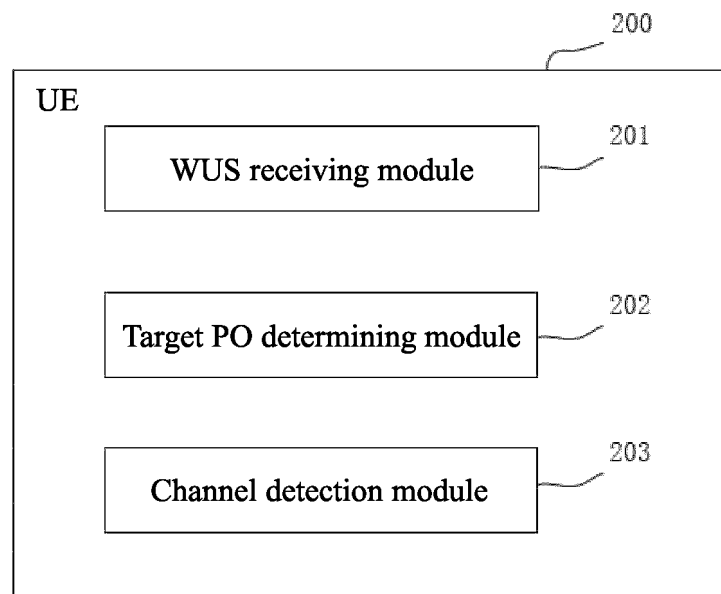 200
UE
201
WUS receiving module
202
Target PO determining module
203
Channel detection module